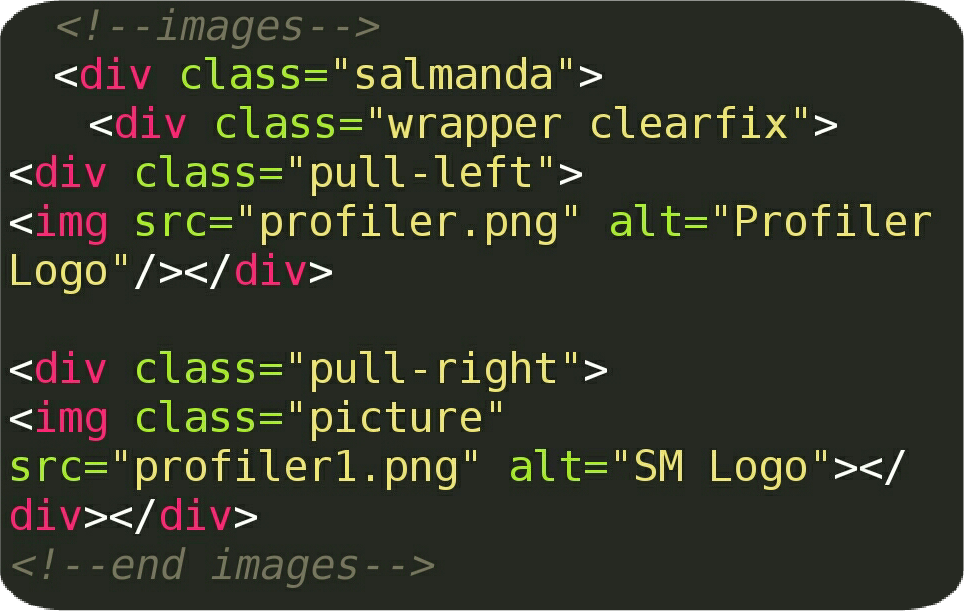 <!--images-->
<div class="salmanda">
<div class="wrapper clearfix">
<div class="pull-left">
<img src="profiler.png" alt="Profiler
Logo"/></div>
<div class="pull-right">
<img class="picture"
src="profiler1.png" alt="SM Logo"></
div></div>
<!--end images-->